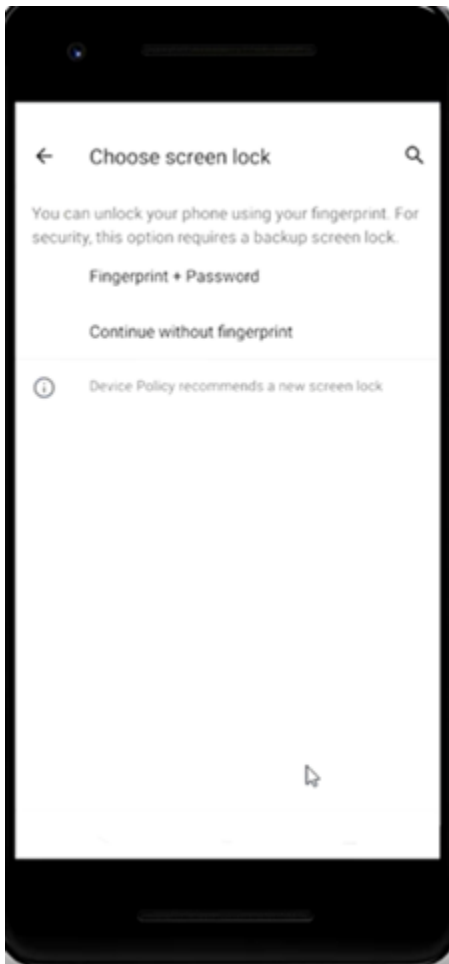 Choose screen lock
You can unlock your phone using your fingerprint. For
security, this option requires a backup screen lock.
Fingerprint + Password
Continue without fingerprint
Device Policy recommends a new screen lock